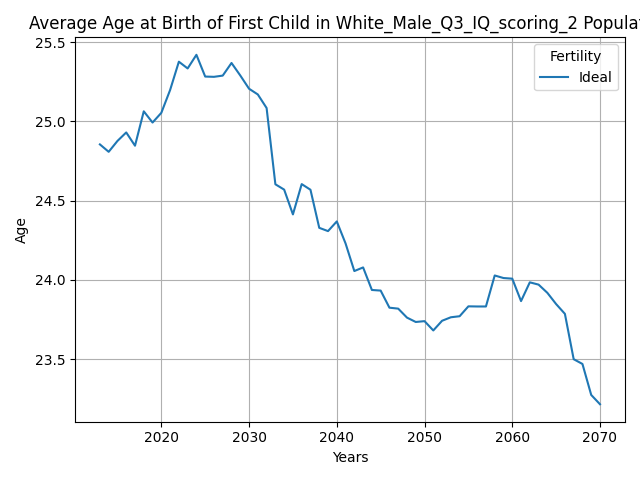 Average Age at Birth of First Child in White_Male_Q3_IQ_scoring_2 Populat
25.5
25.0
24.5
24.0
23.5
Age
Fertility
Ideal
2020 2030 2040 2050 2060 2070
Years